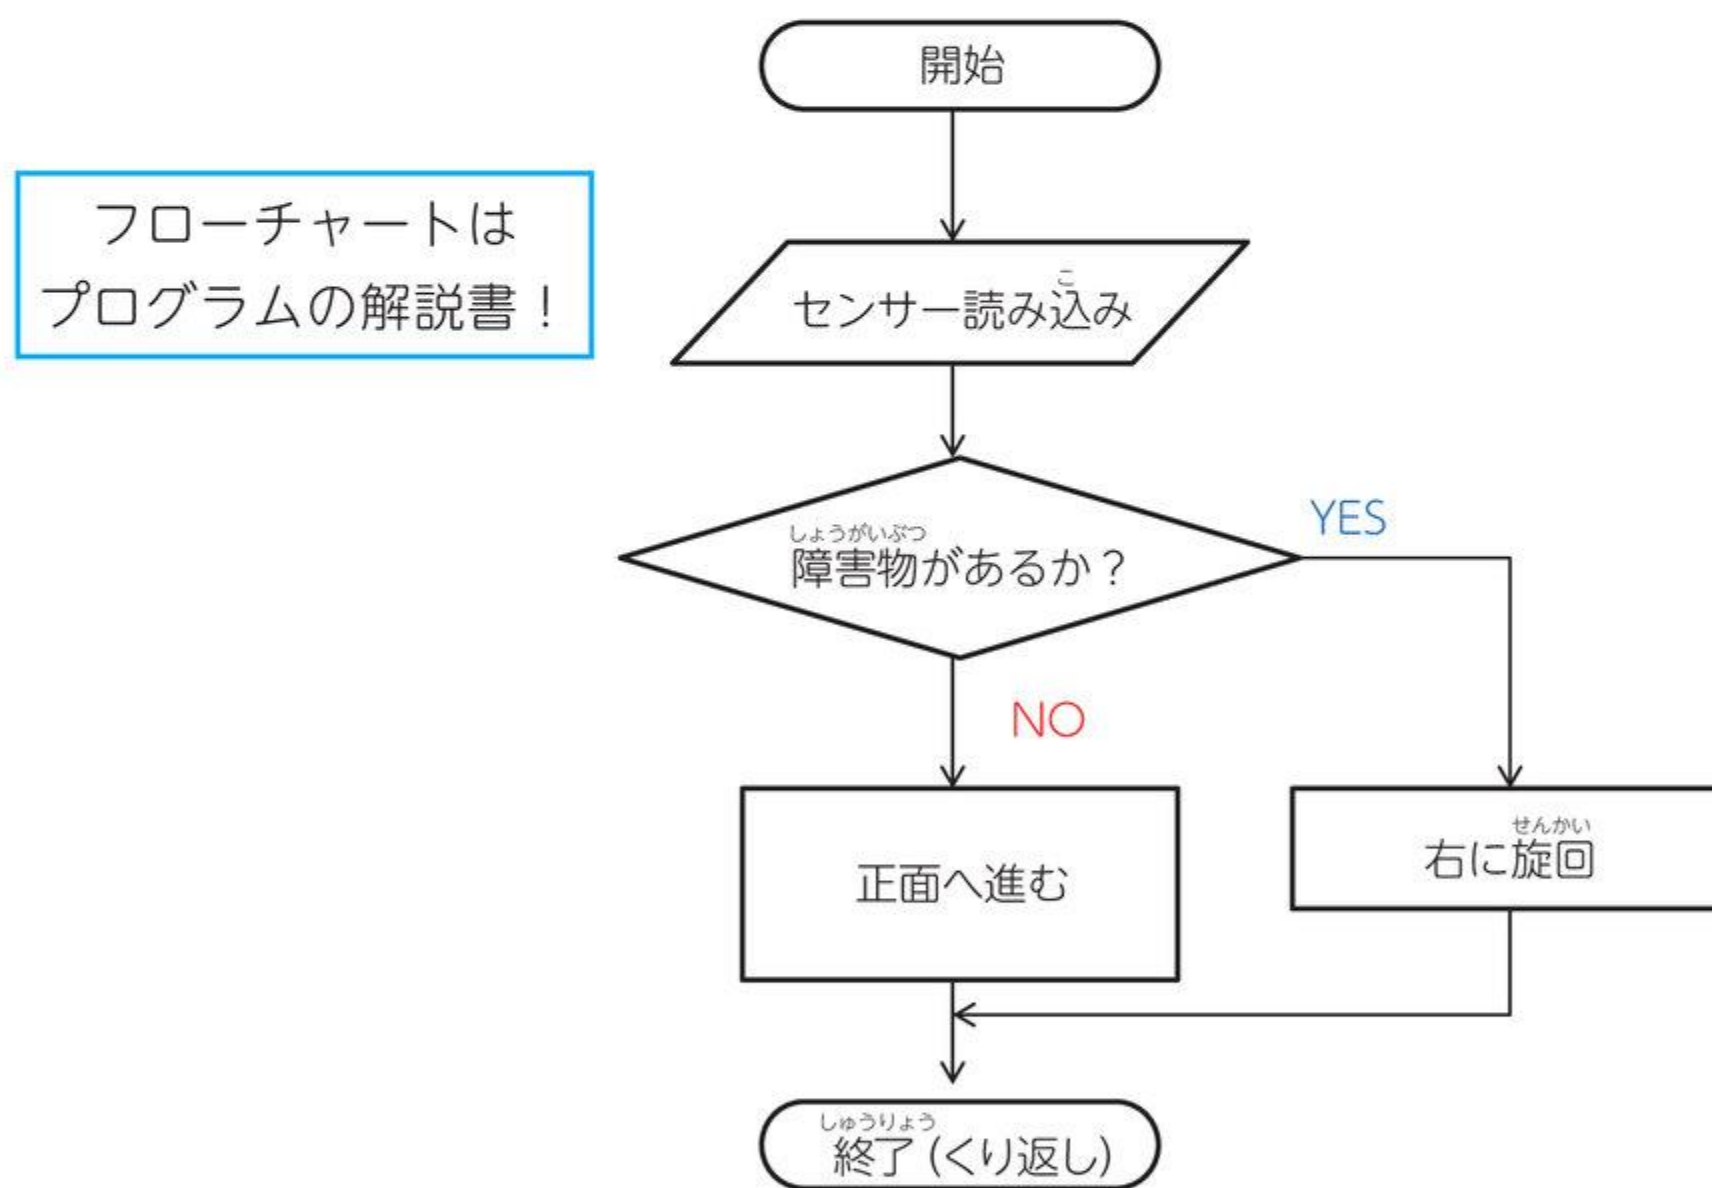 開始
フローチャートは
プログラムの解説書！
こ
センサー読み込み
しょうがいぶつ
障害物があるか？
YES
NO
正面へ進む
せんかい
右に旋回
しゅうりょう
終了(くり返し)